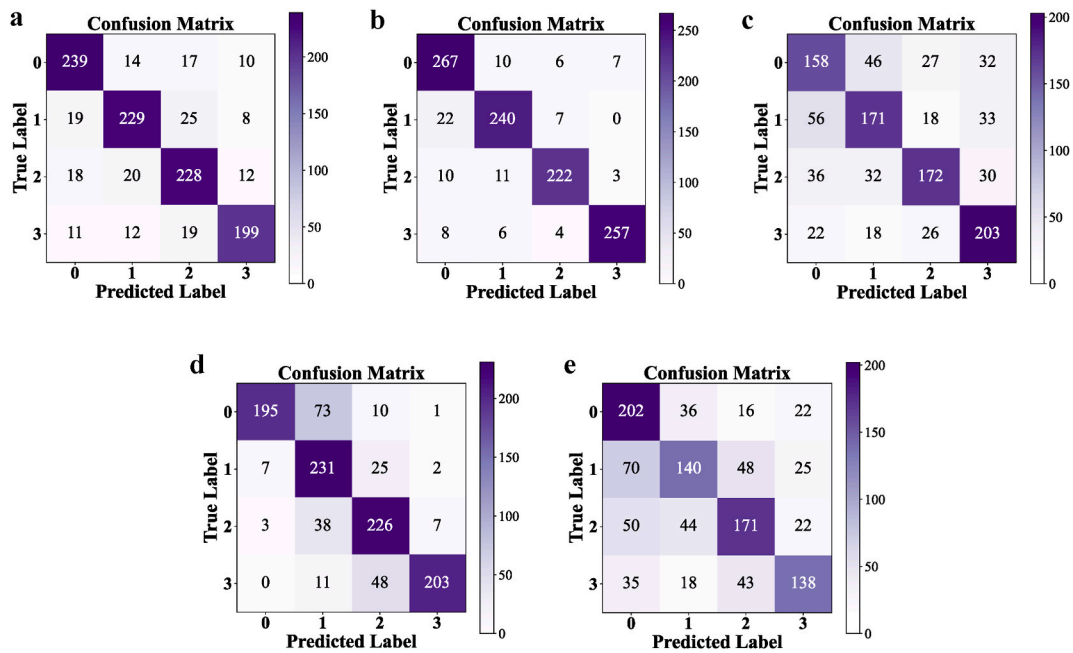 a
Confusion Matrix
True Label
0 239 14 17 10
1 19 229 25 8
2 18 20 228 12
3 11 12 19 199
0 1 2 3
Predicted Label
200
150
100
50
0
b
Confusion Matrix
True Label
0 267 10 6 7
1 22 240 7 0
2 10 11 222 3
3 8 6 4 257
0 1 2 3
Predicted Label
250
200
150
100
50
0
c
Confusion Matrix
True Label
0 158 46 27 32
1 56 171 18 33
2 36 32 172 30
3 22 18 26 203
0 1 2 3
Predicted Label
200
175
150
125
100
75
50
25
0
d
Confusion Matrix
True Label
0 195 73 10 1
1 7 231 25 2
2 3 38 226 7
3 0 11 48 203
0 1 2 3
Predicted Label
200
150
100
50
0
e
Confusion Matrix
True Label
0 202 36 16 22
1 70 140 48 25
2 50 44 171 22
3 35 18 43 138
0 1 2 3
Predicted Label
200
175
150
125
100
75
50
25
0